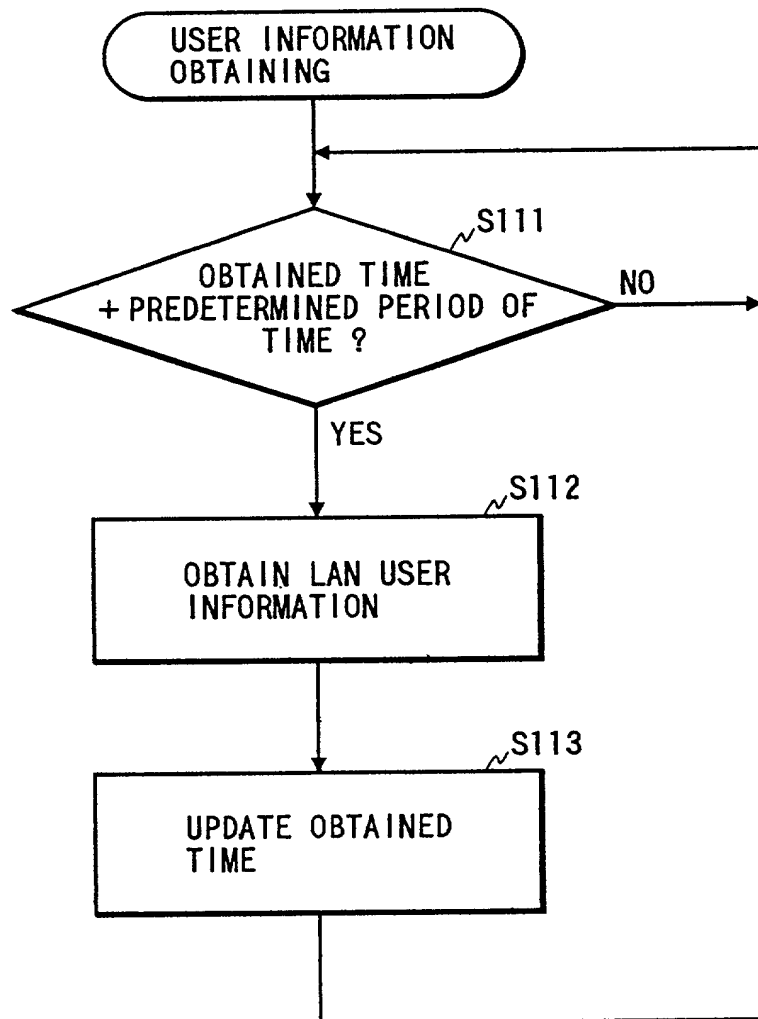 USER INFORMATION
OBTAINING
S111
OBTAINED TIME
+ PREDETERMINED PERIOD OF
TIME ?
NO
YES
S112
OBTAIN LAN USER
INFORMATION
S113
UPDATE OBTAINED
TIME